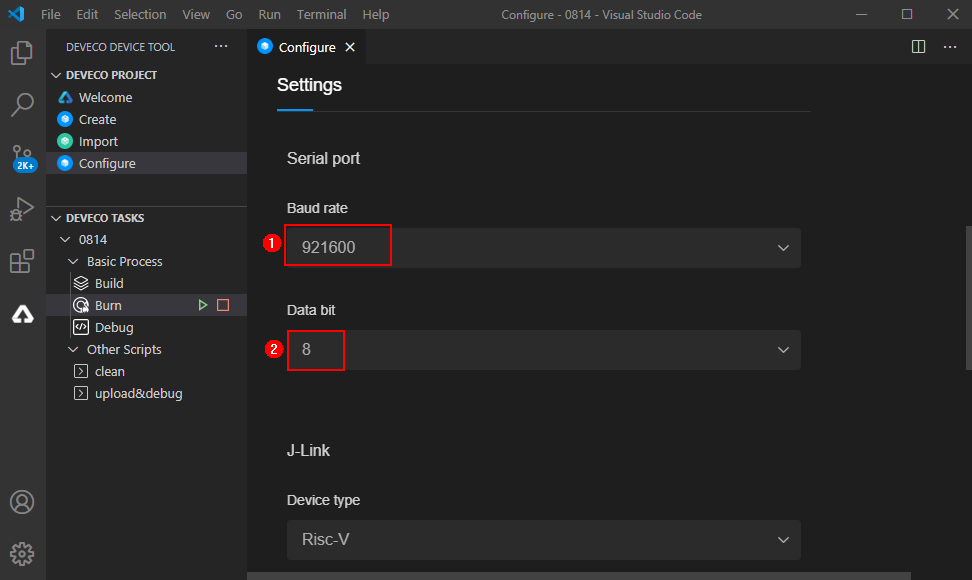 File Edit Selection View Go Run Terminal Help Configure - 0814 - Visual Studio Code
DEVECO DEVICE TOOL
Configure
DEVECO PROJECT
Welcome
Create
Import
Configure
2K+
DEVECO TASKS
0814
Basic Process
Build
Burn
Debug
Other Scripts
clean
upload&debug
Settings
Serial port
Baud rate
1 921600
Data bit
2 8
J-Link
Device type
Risc-V